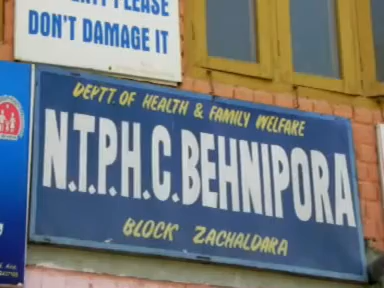 PLEASE
DON'T DAMAGE IT
DEPTT. OF HEALTH & FAMILY WELFARE
N.T.P.H.C. BEHNIPORA
BLOCK ZACHALDARA